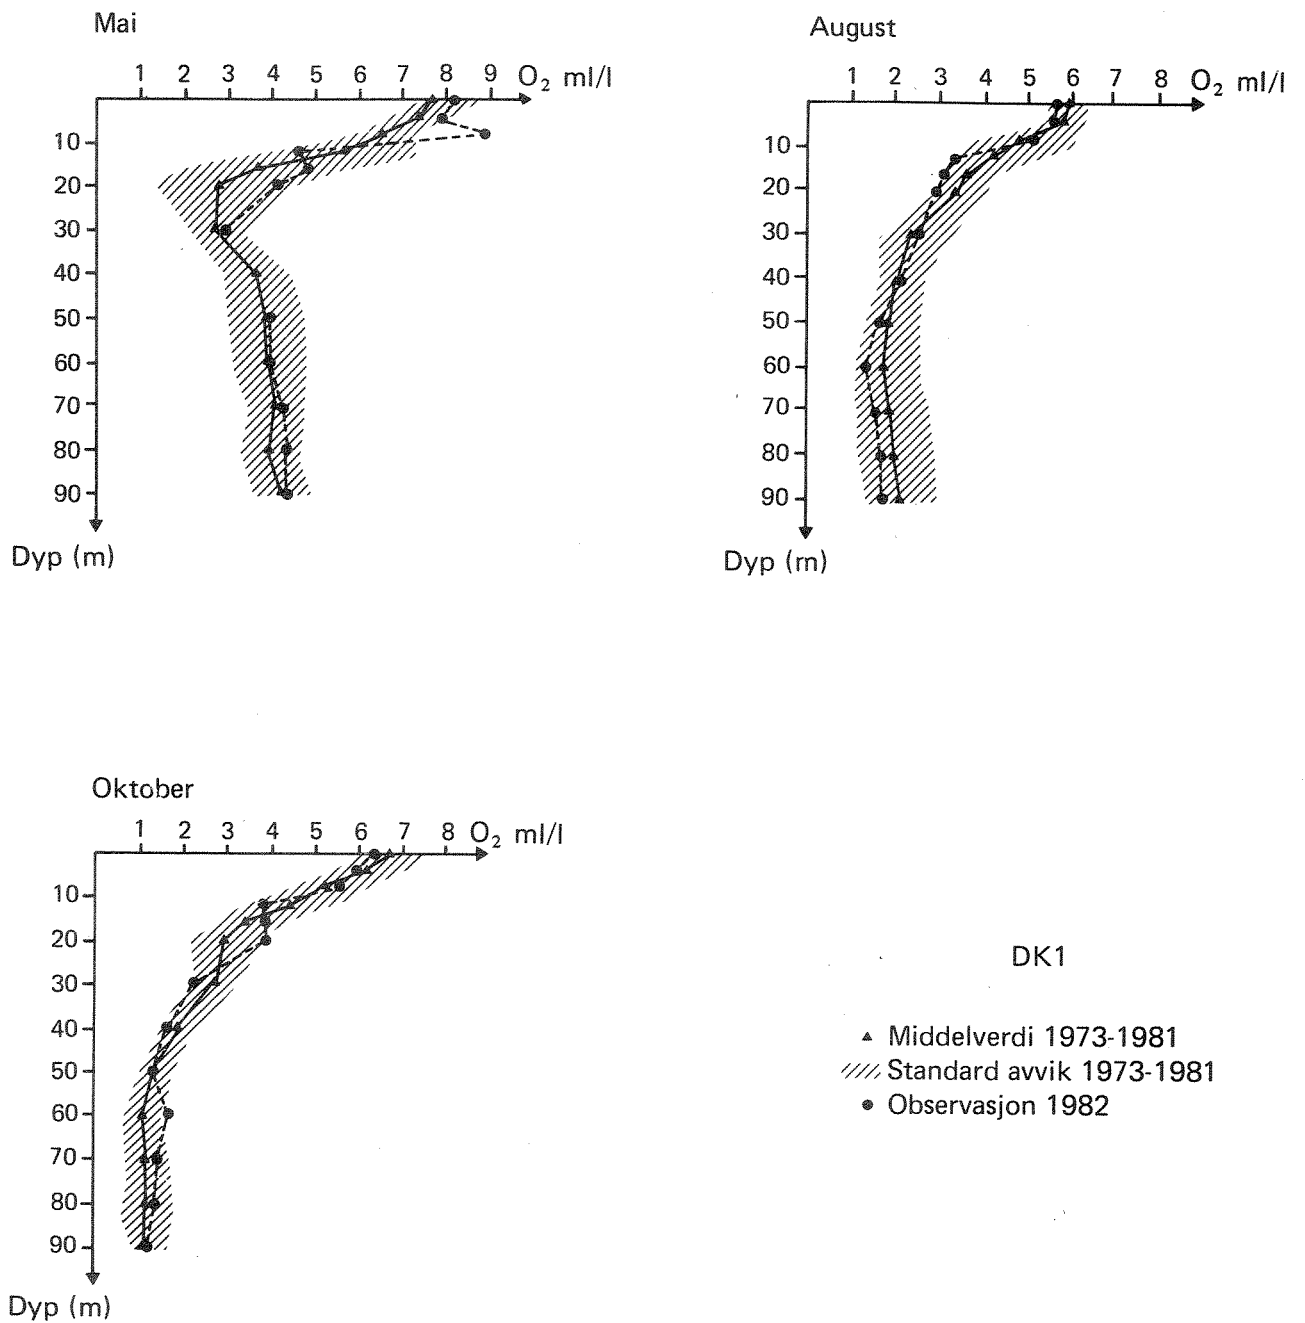 Mai
1 2 3 4 5 6 7 8 9 O₂ ml/l
10
20
30
40
50
60
70
80
90
Dyp (m)
August
1 2 3 4 5 6 7 8 O₂ ml/l
10
20
30
40
50
60
70
80
90
Dyp (m)
Oktober
1 2 3 4 5 6 7 8 O₂ ml/l
10
20
30
40
50
60
70
80
90
Dyp (m)
DK1
Middelverdi 1973-1981
Standard avvik 1973-1981
Observasjon 1982